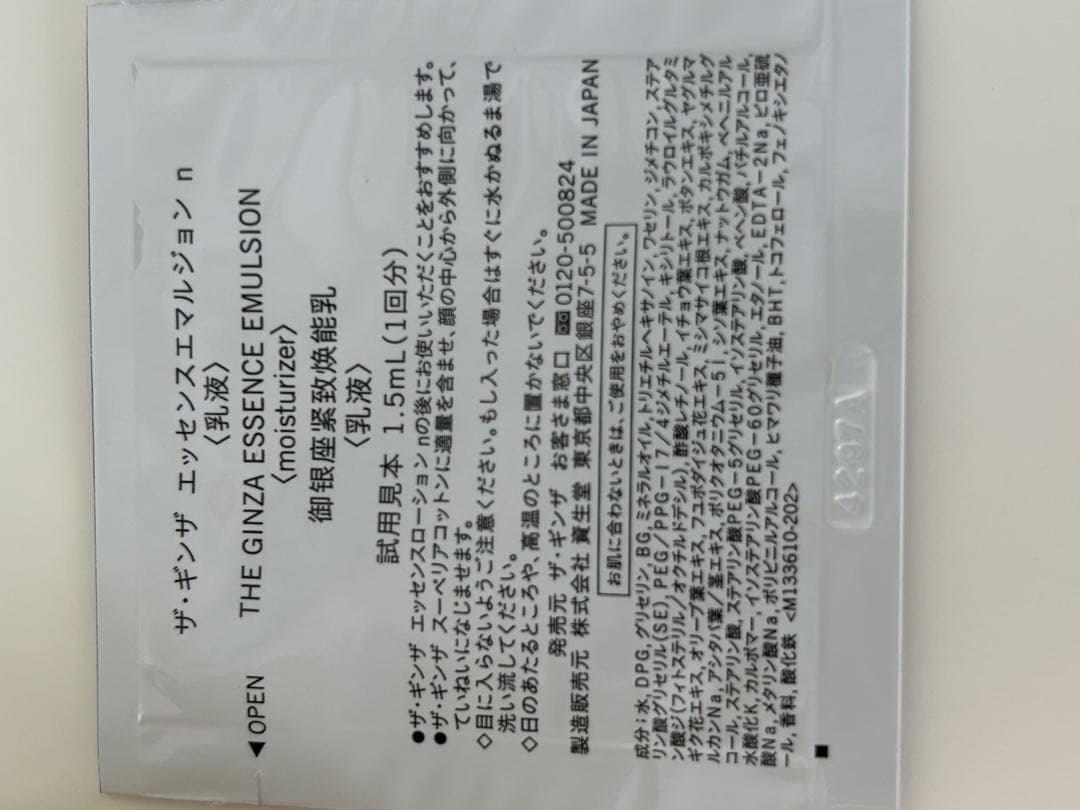 ザ・ギンザ エッセンスエマルジョン n
〈乳液〉
◀OPEN THE GINZA ESSENCE EMULSION
〈moisturizer〉
御银座紧致焕能乳
〈乳液〉
試用見本 1.5mL(1回分)
●ザ・ギンザ エッセンスローション nの後にお使いいただくことをおすすめします。
●ザ・ギンザ スーペリアコットンに適量を含ませ、顔の中心から外側に向かって、
ていねいになじませます。
◇目に入らないようご注意ください。もし入った場合はすぐに水かぬるま湯で
洗い流してください。
◇日のあたるところや、高温のところに置かないでください。
発売元 ザ・ギンザ お客さま窓口 0120-500824
製造販売元 株式会社 資生堂 東京都中央区銀座7-5-5 MADE IN JAPAN
お肌に合わないときは、ご使用をおやめください。
成分:水,DPG,グリセリン,BG,ミネラルオイル,トリエチルヘキサノイン,ワセリン,ジメチコン,ステア
リン酸グリセリル(SE),PEG/PPG-17/4ジメチルエーテル,キシリトール,ラウロイルグルタミ
ン酸ジ(フィトステリル/オクチルドデシル),酢酸レチノール,イチョウ葉エキス,ボタンエキス,ヤグルマ
ギク花エキス,オリーブ葉エキス,フユボダイジュ花エキス,ミシマサイコ根エキス,カルボキシメチルグ
ルカンNa,アシタバ葉/茎エキス,ポリクオタニウム-51,シソ葉エキス,ナットウガム,ベヘニルアル
コール,ステアリン酸,ステアリン酸PEG-5グリセリル,イソステアリン酸,ベヘン酸,バチルアルコール,
水酸化K,カルボマー,イソステアリン酸PEG-60グリセリル,エタノール,EDTA-2Na,ピロ亜硫
酸Na,メタリン酸Na,ポリビニルアルコール,ヒマワリ種子油,BHT,トコフェロール,フェノキシエタノ
ール,香料,酸化鉄 <M133610-202>
4297A